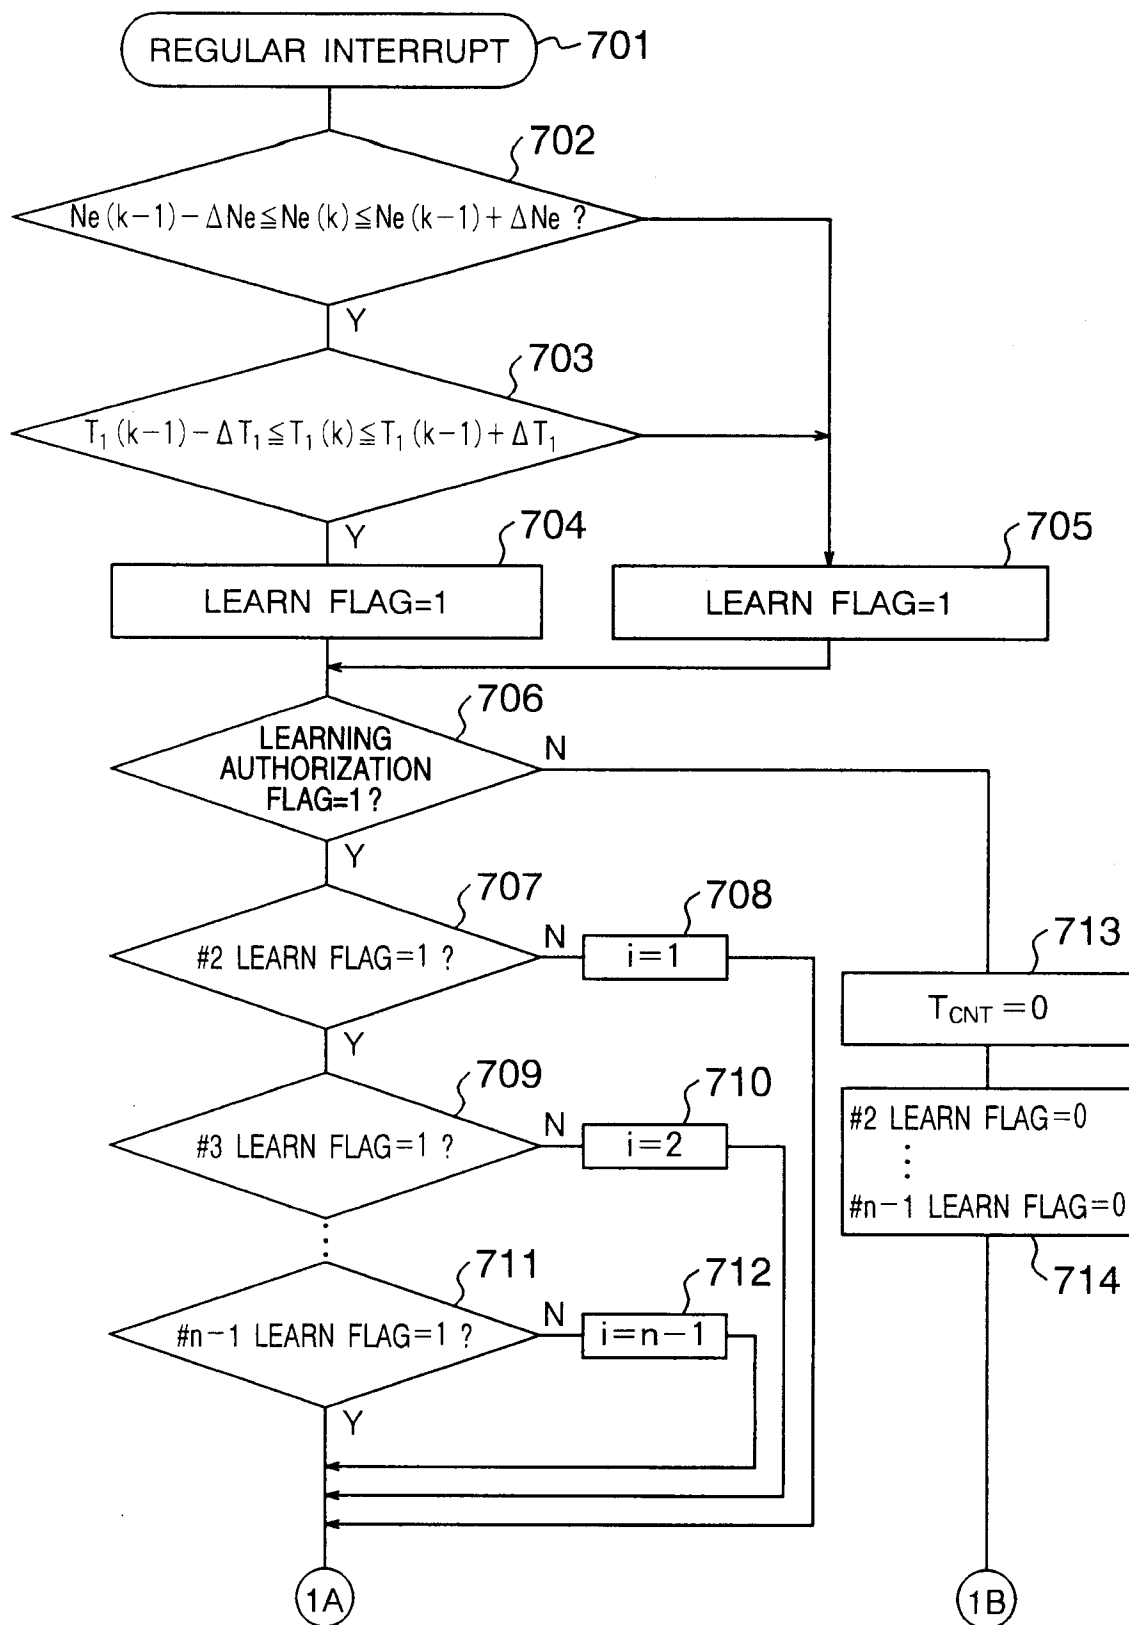 REGULAR INTERRUPT
701
702
Ne(k-1)-ΔNe≦Ne(k)≦Ne(k-1)+ΔNe ?
Y
703
T₁(k-1)-ΔT₁≦T₁(k)≦T₁(k-1)+ΔT₁
Y
704
LEARN FLAG=1
705
LEARN FLAG=1
706
LEARNING
AUTHORIZATION
FLAG=1 ?
N
Y
707
#2 LEARN FLAG=1 ?
N
708
i=1
Y
713
T_CNT=0
709
#3 LEARN FLAG=1 ?
N
710
i=2
#2 LEARN FLAG=0
⋮
#n-1 LEARN FLAG=0
714
⋮
711
#n-1 LEARN FLAG=1 ?
N
712
i=n-1
Y
1A
1B